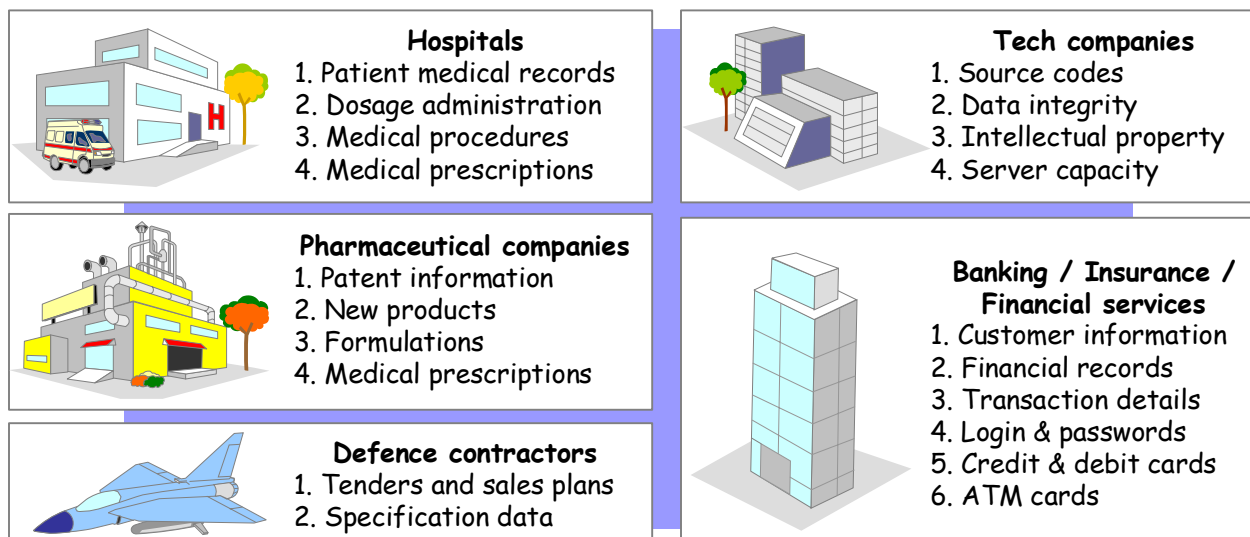 Hospitals
1. Patient medical records
2. Dosage administration
3. Medical procedures
4. Medical prescriptions
H
Tech companies
1. Source codes
2. Data integrity
3. Intellectual property
4. Server capacity
Pharmaceutical companies
1. Patent information
2. New products
3. Formulations
4. Medical prescriptions
Banking / Insurance /
Financial services
1. Customer information
2. Financial records
3. Transaction details
4. Login & passwords
5. Credit & debit cards
6. ATM cards
Defence contractors
1. Tenders and sales plans
2. Specification data